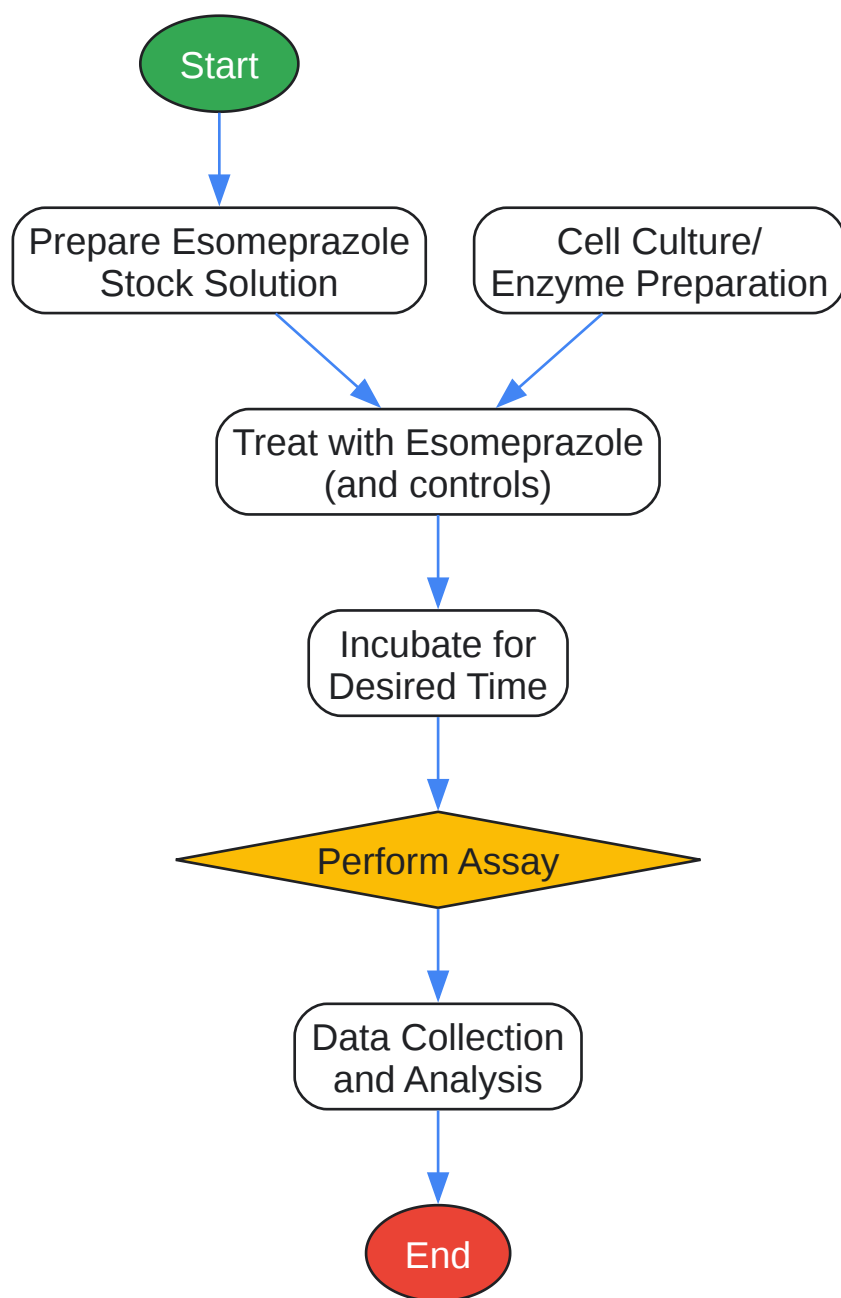 Start
Prepare Esomeprazole
Stock Solution
Cell Culture/
Enzyme Preparation
Treat with Esomeprazole
(and controls)
Incubate for
Desired Time
Perform Assay
Data Collection
and Analysis
End